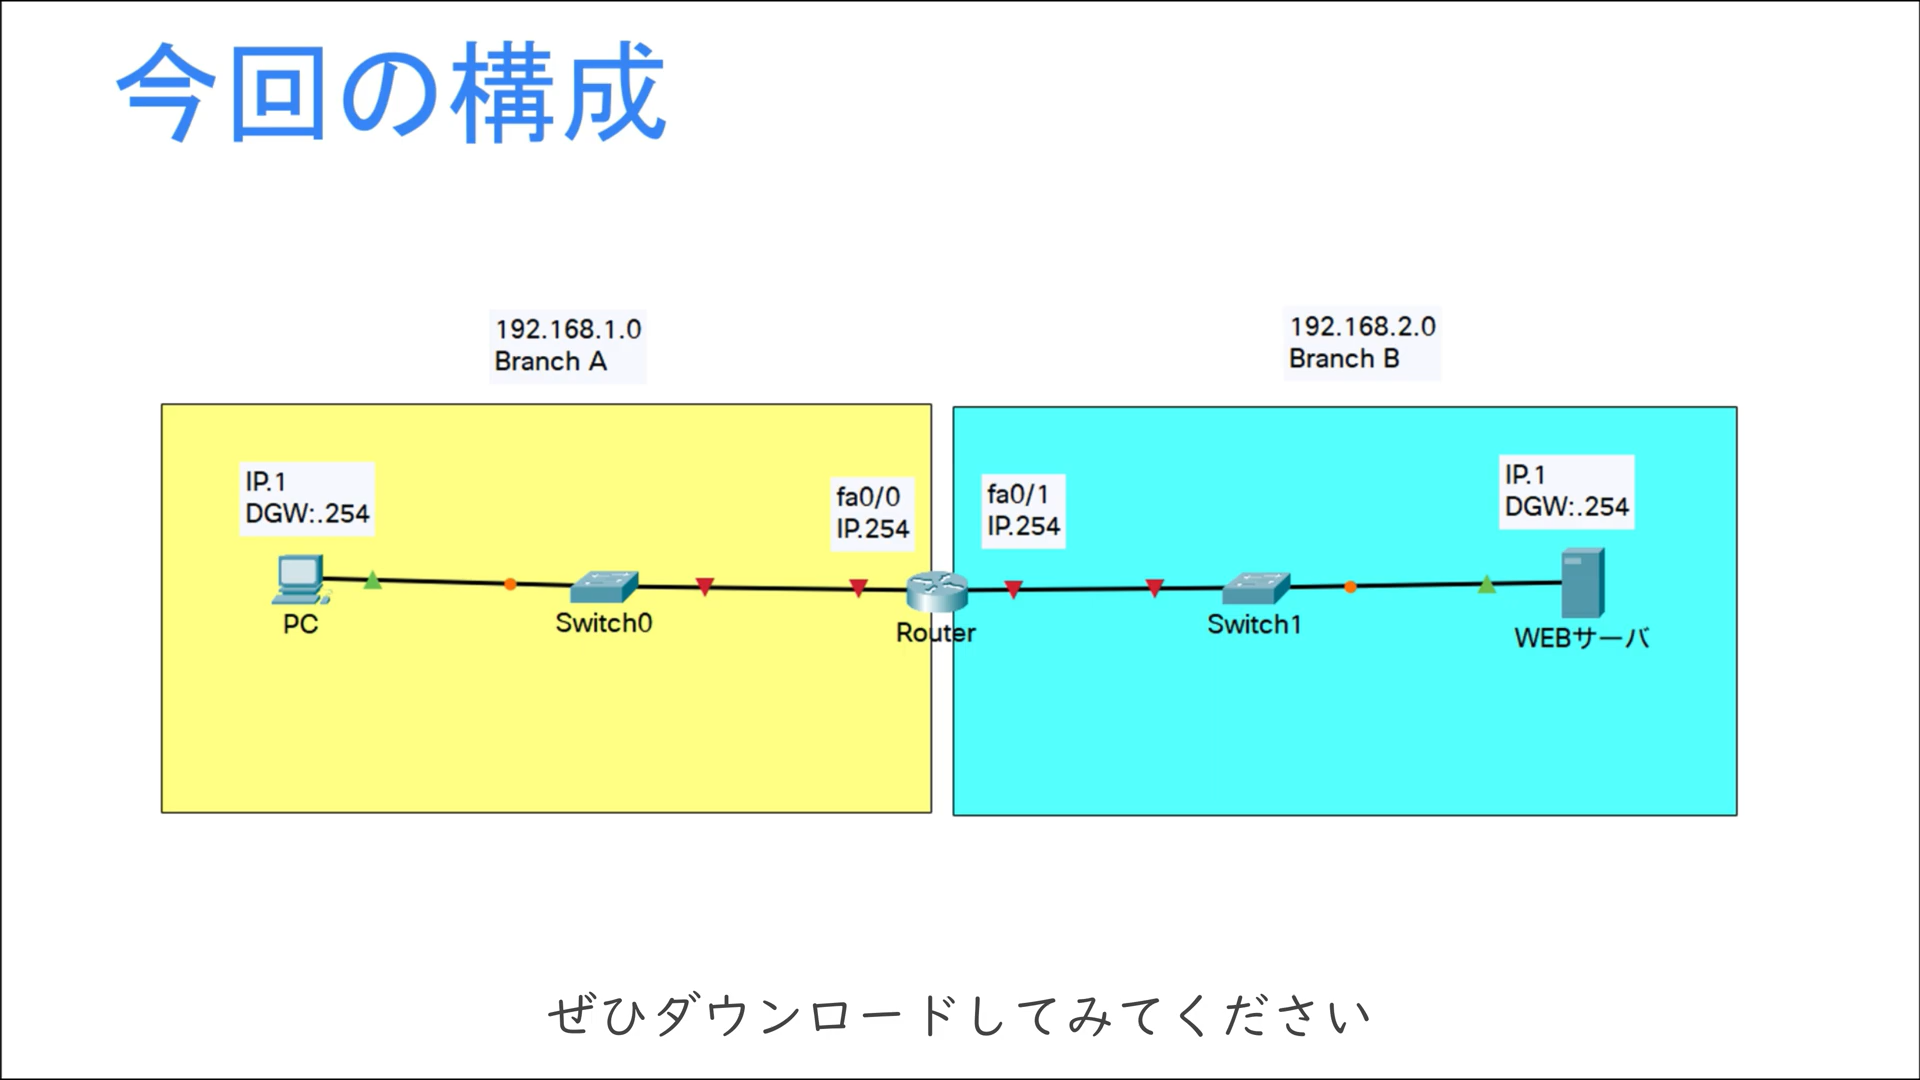 今回の構成
192.168.1.0
Branch A
192.168.2.0
Branch B
IP.1
DGW:.254
fa0/0
IP.254
fa0/1
IP.254
IP.1
DGW:.254
PC
Switch0
Router
Switch1
WEBサーバ
ぜひダウンロードしてみてください